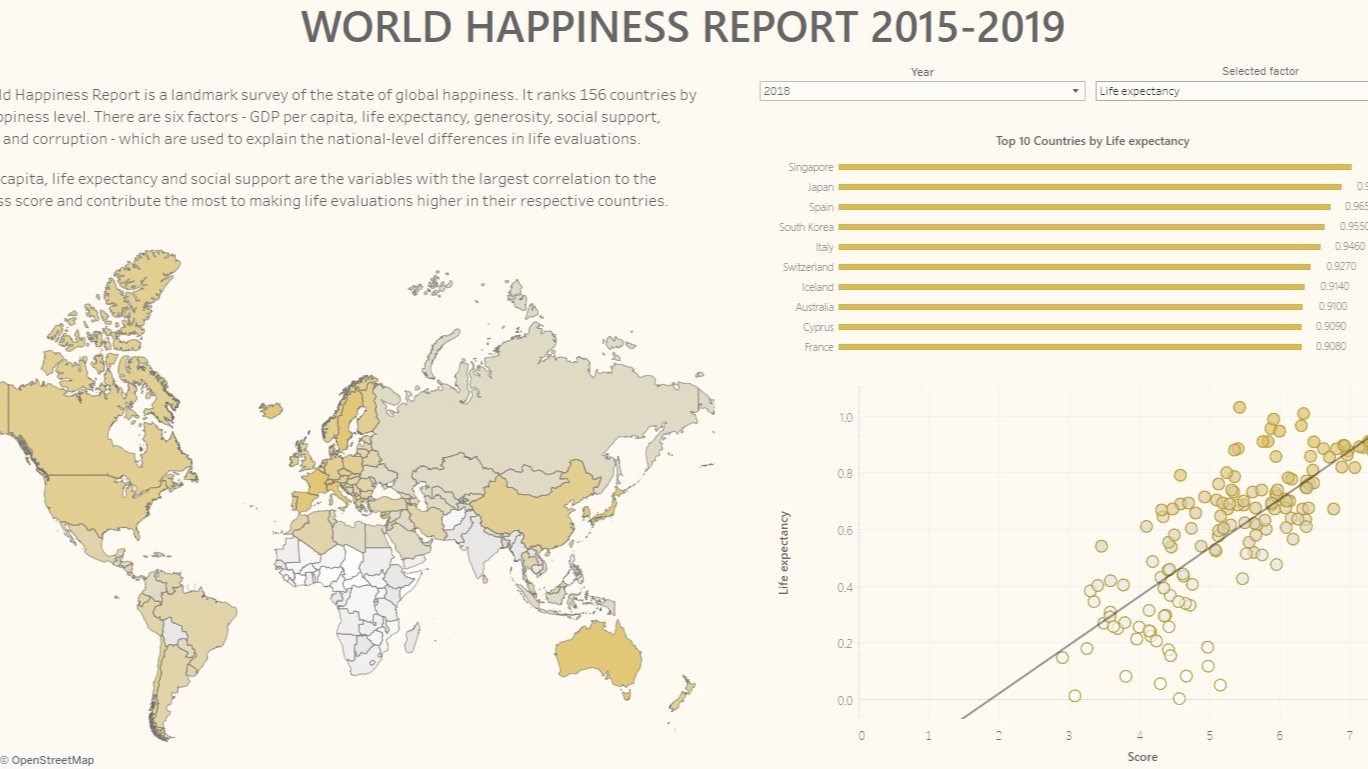 WORLD HAPPINESS REPORT 2015-2019
ld Happiness Report is a landmark survey of the state of global happiness. It ranks 156 countries by
ppiness level. There are six factors - GDP per capita, life expectancy, generosity, social support,
and corruption - which are used to explain the national-level differences in life evaluations.
capita, life expectancy and social support are the variables with the largest correlation to the
ss score and contribute the most to making life evaluations higher in their respective countries.
Year
2018
Selected factor
Life expectancy
Top 10 Countries by Life expectancy
Singapore
Japan 0.9
Spain 0.965
South Korea 0.9550
Italy 0.9460
Switzerland 0.9270
Iceland 0.9140
Australia 0.9100
Cyprus 0.9090
France 0.9080
Life expectancy
1.0
0.8
0.6
0.4
0.2
0.0
0 1 2 3 4 5 6 7
Score
© OpenStreetMap